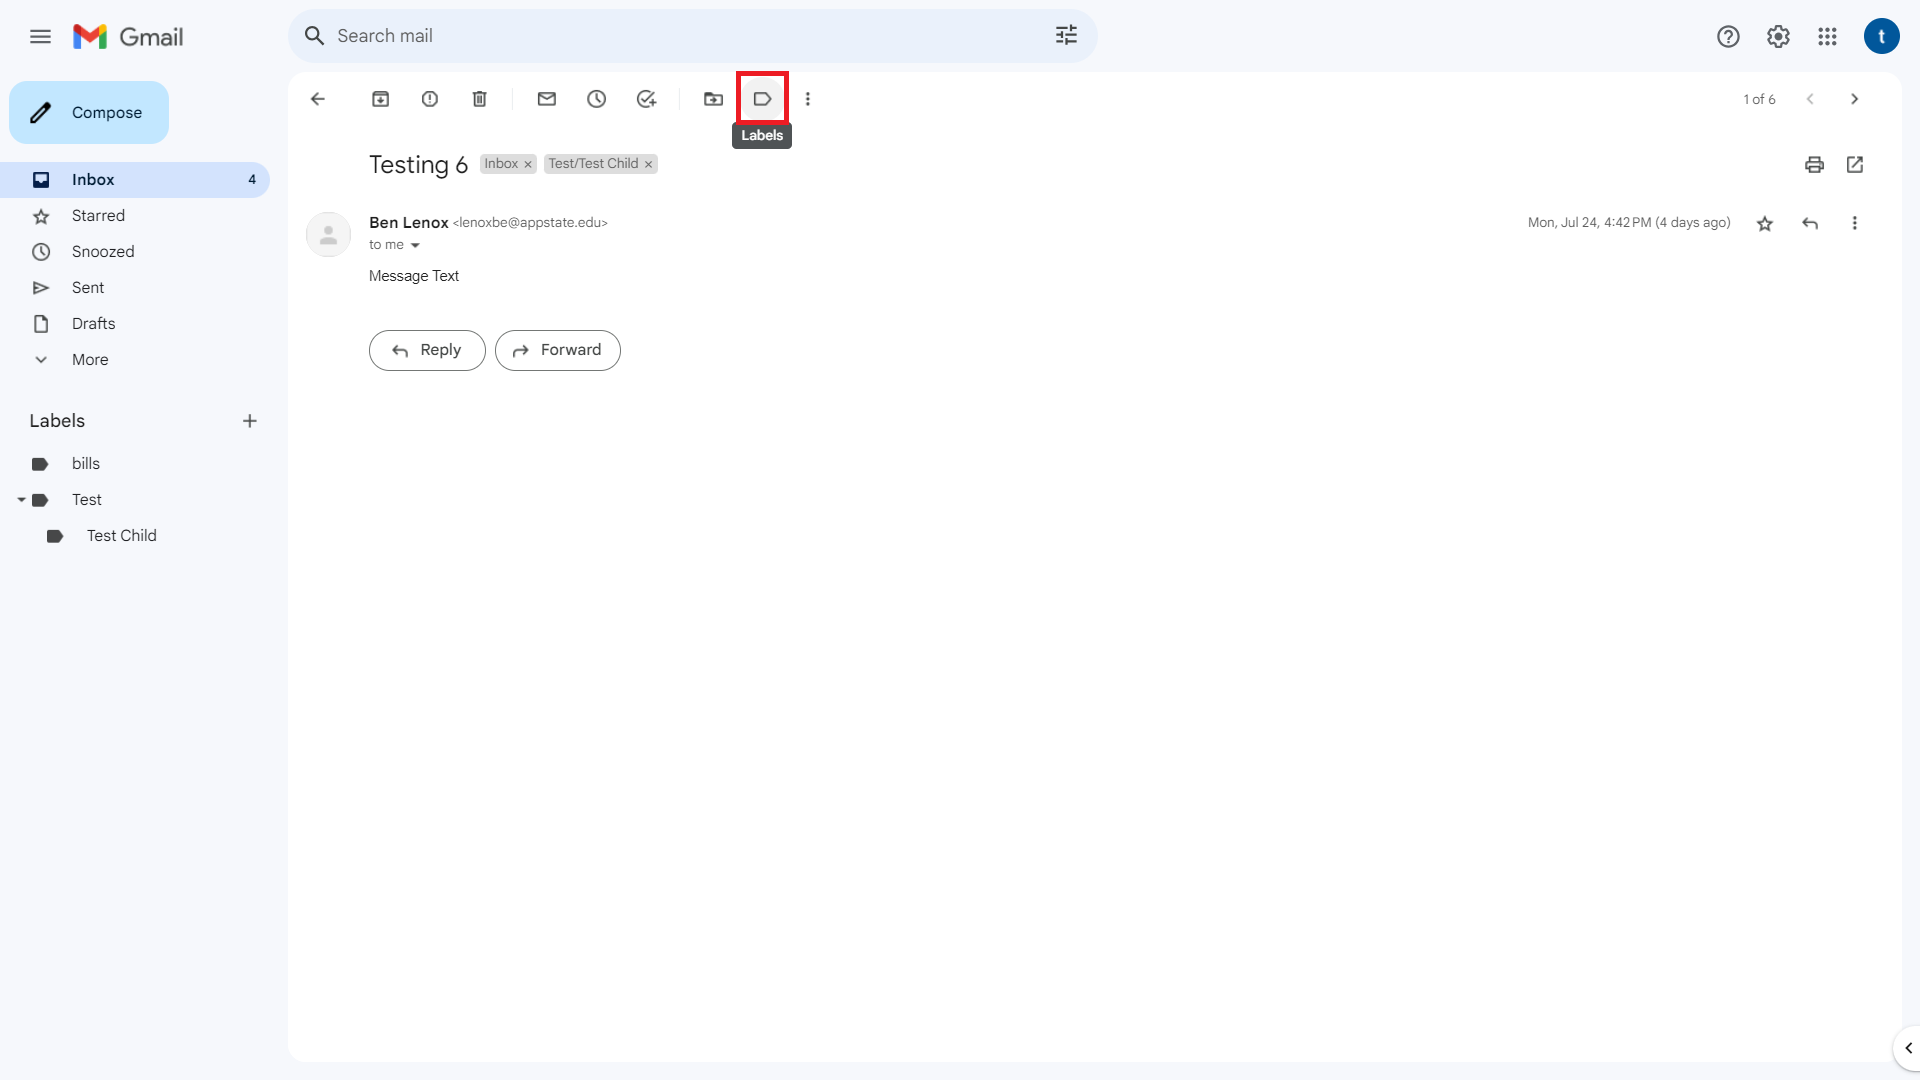 Gmail
Search mail
t
Compose
1 of 6
Labels
Testing 6 Inbox × Test/Test Child ×
Inbox 4
Starred
Snoozed
Sent
Drafts
More
Ben Lenox <lenoxbe@appstate.edu> Mon, Jul 24, 4:42 PM (4 days ago)
to me
Message Text
Reply Forward
Labels +
bills
Test
Test Child